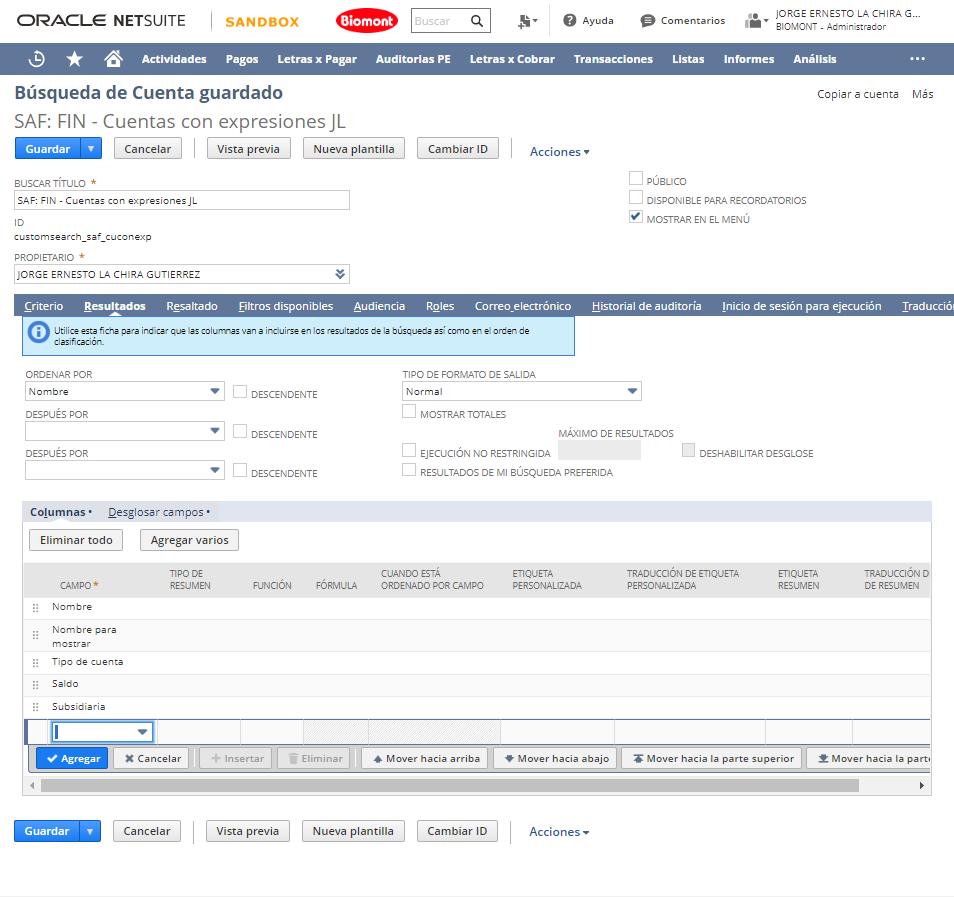 ORACLE NETSUITE SANDBOX Biomont Buscar Ayuda Comentarios JORGE ERNESTO LA CHIRA G...
BIOMONT - Administrador
Actividades Pagos Letras x Pagar Auditorias PE Letras x Cobrar Transacciones Listas Informes Análisis
Búsqueda de Cuenta guardado Copiar a cuenta Más
SAF: FIN - Cuentas con expresiones JL
Guardar Cancelar Vista previa Nueva plantilla Cambiar ID Acciones
BUSCAR TÍTULO *
SAF: FIN - Cuentas con expresiones JL
ID
customsearch_saf_cuconexp
PROPIETARIO *
JORGE ERNESTO LA CHIRA GUTIERREZ
PÚBLICO
DISPONIBLE PARA RECORDATORIOS
MOSTRAR EN EL MENÚ
Criterio Resultados Resaltado Filtros disponibles Audiencia Roles Correo electrónico Historial de auditoría Inicio de sesión para ejecución Traducció
Utilice esta ficha para indicar que las columnas van a incluirse en los resultados de la búsqueda así como en el orden de
clasificación.
ORDENAR POR
Nombre DESCENDENTE
DESPUÉS POR
DESCENDENTE
DESPUÉS POR
DESCENDENTE
TIPO DE FORMATO DE SALIDA
Normal
MOSTRAR TOTALES
MÁXIMO DE RESULTADOS
EJECUCIÓN NO RESTRINGIDA DESHABILITAR DESGLOSE
RESULTADOS DE MI BÚSQUEDA PREFERIDA
Columnas • Desglosar campos •
Eliminar todo Agregar varios
CAMPO * TIPO DE RESUMEN FUNCIÓN FÓRMULA CUANDO ESTÁ ORDENADO POR CAMPO ETIQUETA PERSONALIZADA TRADUCCIÓN DE ETIQUETA PERSONALIZADA ETIQUETA RESUMEN TRADUCCIÓN D DE RESUMEN
Nombre
Nombre para
mostrar
Tipo de cuenta
Saldo
Subsidiaria
Agregar Cancelar Insertar Eliminar Mover hacia arriba Mover hacia abajo Mover hacia la parte superior Mover hacia la parte
Guardar Cancelar Vista previa Nueva plantilla Cambiar ID Acciones